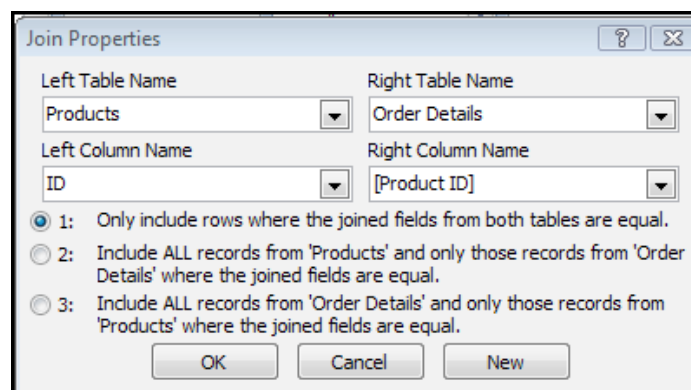 Join Properties
Left Table Name Right Table Name
Products Order Details
Left Column Name Right Column Name
ID [Product ID]
1: Only include rows where the joined fields from both tables are equal.
2: Include ALL records from 'Products' and only those records from 'Order
Details' where the joined fields are equal.
3: Include ALL records from 'Order Details' and only those records from
'Products' where the joined fields are equal.
OK Cancel New